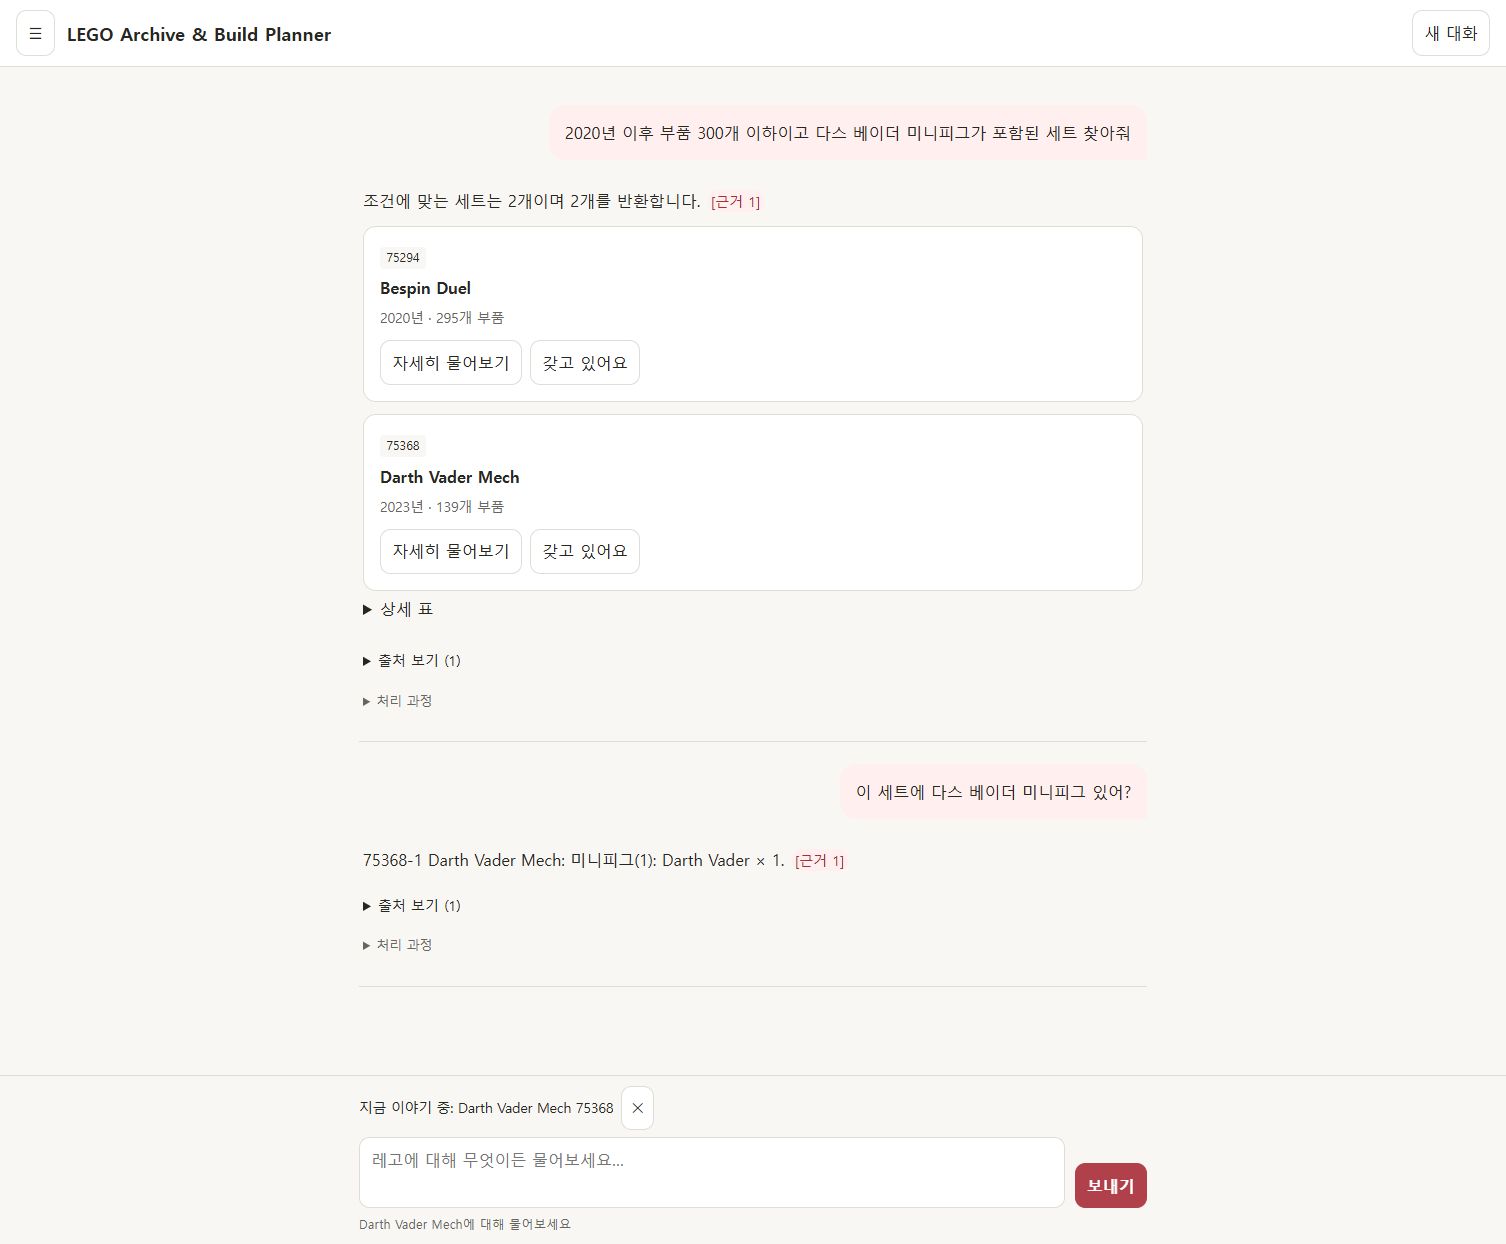 ☰ LEGO Archive & Build Planner 새 대화
2020년 이후 부품 300개 이하이고 다스 베이더 미니피그가 포함된 세트 찾아줘
조건에 맞는 세트는 2개이며 2개를 반환합니다. [근거 1]
75294
Bespin Duel
2020년 · 295개 부품
자세히 물어보기 갖고 있어요
75368
Darth Vader Mech
2023년 · 139개 부품
자세히 물어보기 갖고 있어요
▶ 상세 표
▶ 출처 보기 (1)
▶ 처리 과정
이 세트에 다스 베이더 미니피그 있어?
75368-1 Darth Vader Mech: 미니피그(1): Darth Vader × 1. [근거 1]
▶ 출처 보기 (1)
▶ 처리 과정
지금 이야기 중: Darth Vader Mech 75368 ×
레고에 대해 무엇이든 물어보세요...
보내기
Darth Vader Mech에 대해 물어보세요